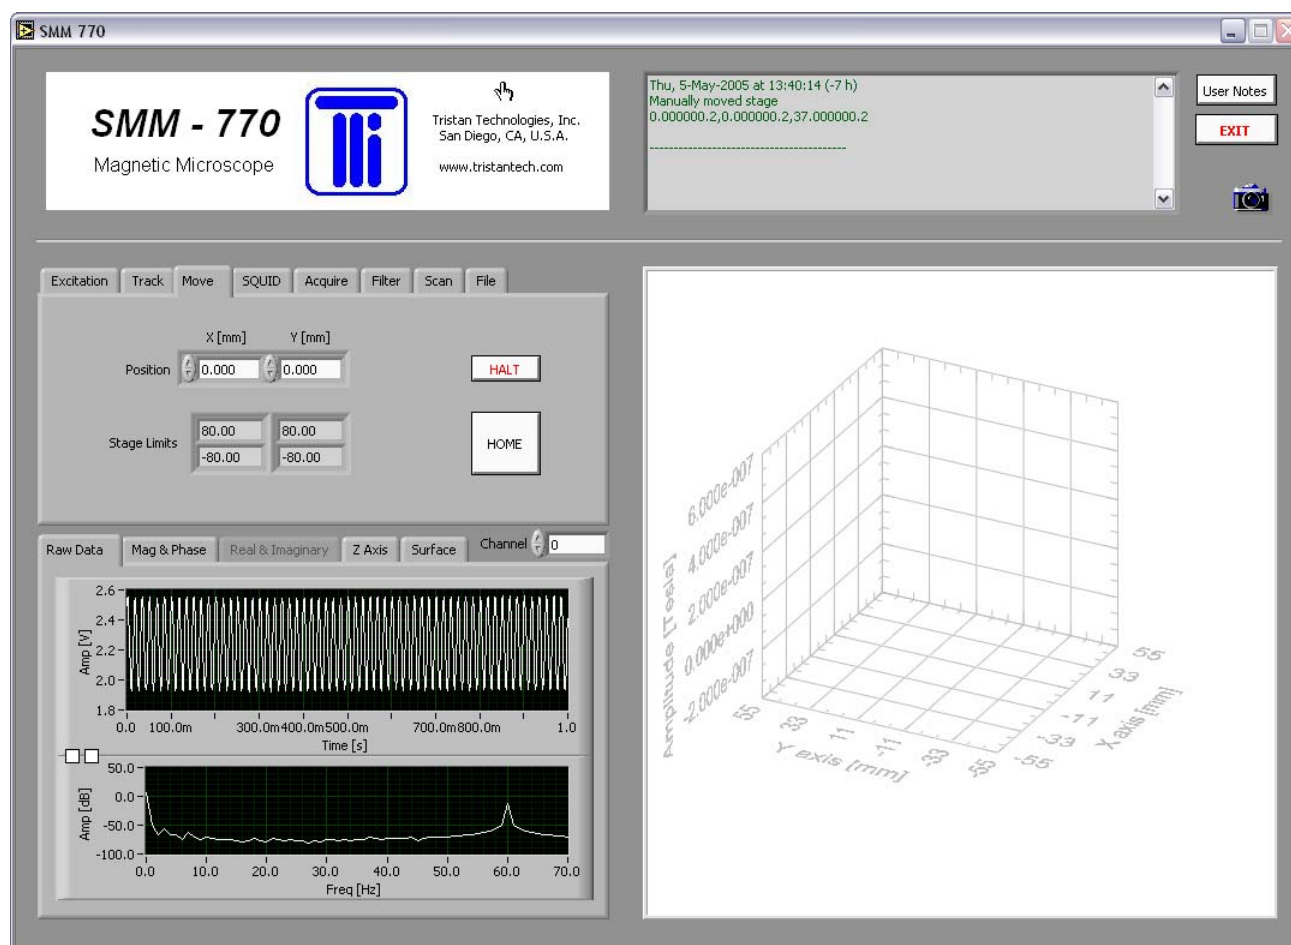 SMM 770
SMM - 770
Magnetic Microscope
Tristan Technologies, Inc.
San Diego, CA, U.S.A.
www.tristantech.com
Thu, 5-May-2005 at 13:40:14 (-7 h)
Manually moved stage
0.000000.2,0.000000.2,37.000000.2
------------------------------------------
User Notes
EXIT
Excitation Track Move SQUID Acquire Filter Scan File
X [mm] Y [mm]
Position 0.000 0.000
HALT
Stage Limits 80.00 80.00
-80.00 -80.00
HOME
Raw Data Mag & Phase Real & Imaginary Z Axis Surface Channel 0
Amp [V]
2.6
2.4
2.2
2.0
1.8
0.0 100.0m 300.0m400.0m500.0m 700.0m800.0m 1.0
Time [s]
Amp [dB]
50.0
0.0
-50.0
-100.0
0.0 10.0 20.0 30.0 40.0 50.0 60.0 70.0
Freq [Hz]
Amplitude [Tesla]
6.000e-007
4.000e-007
2.000e-007
0.000e+000
-2.000e-007
55 33 11 -11 -33 -55
Y axis [mm]
55
33
11
-11
-33
-55
X axis [mm]